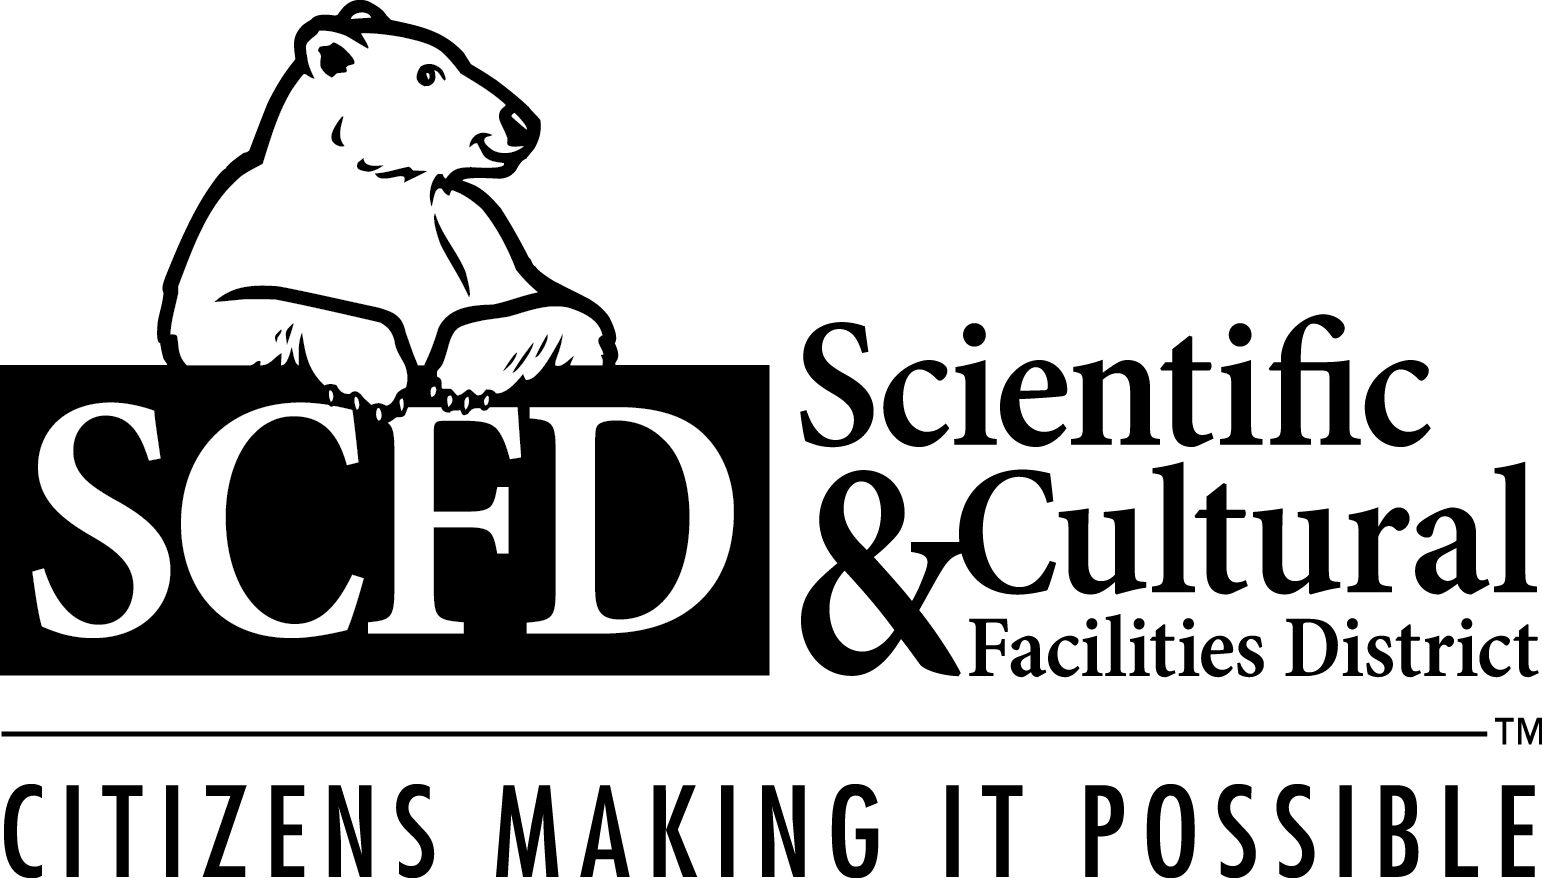 SCFD
Scientific
& Cultural
Facilities District
TM
CITIZENS MAKING IT POSSIBLE